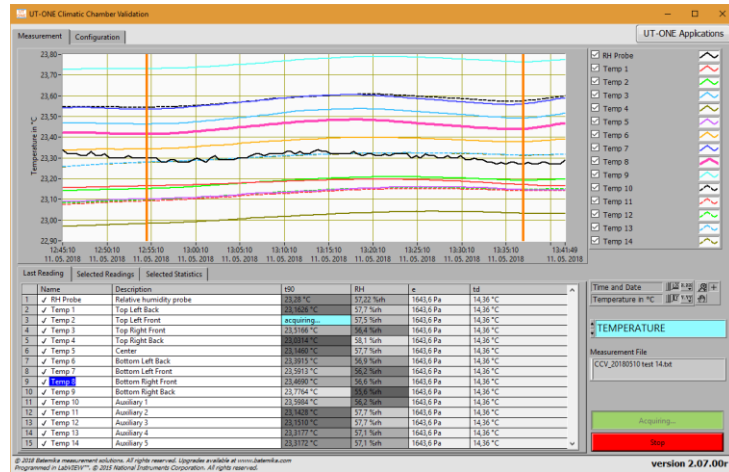 UT-ONE Climatic Chamber Validation
Measurement Configuration
UT-ONE Applications
Temperature in °C
23,80
23,70
23,60
23,50
23,40
23,30
23,20
23,10
23,00
22,90
12:45:10 12:50:10 12:55:10 13:00:10 13:05:10 13:10:10 13:15:10 13:20:10 13:25:10 13:30:10 13:35:10 13:41:49
11. 05. 2018 11. 05. 2018 11. 05. 2018 11. 05. 2018 11. 05. 2018 11. 05. 2018 11. 05. 2018 11. 05. 2018 11. 05. 2018 11. 05. 2018 11. 05. 2018 11. 05. 2018
RH Probe
Temp 1
Temp 2
Temp 3
Temp 4
Temp 5
Temp 6
Temp 7
Temp 8
Temp 9
Temp 10
Temp 11
Temp 12
Temp 13
Temp 14
Last Reading Selected Readings Selected Statistics
Name Description t90 RH e td
1 ✓ RH Probe Relative humidity probe 23,28 °C 57,22 %rh 1643,6 Pa 14,36 °C
2 ✓ Temp 1 Top Left Back 23,1626 °C 57,7 %rh 1643,6 Pa 14,36 °C
3 ✓ Temp 2 Top Left Front acquiring... 57,5 %rh 1643,6 Pa 14,36 °C
4 ✓ Temp 3 Top Right Front 23,5166 °C 56,4 %rh 1643,6 Pa 14,36 °C
5 ✓ Temp 4 Top Right Back 23,0314 °C 58,1 %rh 1643,6 Pa 14,36 °C
6 ✓ Temp 5 Center 23,1460 °C 57,7 %rh 1643,6 Pa 14,36 °C
7 ✓ Temp 6 Bottom Left Back 23,3915 °C 56,9 %rh 1643,6 Pa 14,36 °C
8 ✓ Temp 7 Bottom Left Front 23,5913 °C 56,2 %rh 1643,6 Pa 14,36 °C
9 ✓ Temp 8 Bottom Right Front 23,4690 °C 56,6 %rh 1643,6 Pa 14,36 °C
10 ✓ Temp 9 Bottom Right Back 23,7764 °C 55,6 %rh 1643,6 Pa 14,36 °C
11 ✓ Temp 10 Auxiliary 1 23,5984 °C 56,2 %rh 1643,6 Pa 14,36 °C
12 ✓ Temp 11 Auxiliary 2 23,1428 °C 57,7 %rh 1643,6 Pa 14,36 °C
13 ✓ Temp 12 Auxiliary 3 23,1510 °C 57,7 %rh 1643,6 Pa 14,36 °C
14 ✓ Temp 13 Auxiliary 4 23,3177 °C 57,1 %rh 1643,6 Pa 14,36 °C
15 ✓ Temp 14 Auxiliary 5 23,3172 °C 57,1 %rh 1643,6 Pa 14,36 °C
Time and Date
Temperature in °C
TEMPERATURE
Measurement File
CCV_20180510 test 14.txt
Acquiring...
Stop
© 2018 Batemika measurement solutions. All rights reserved. Upgrades available at www.batemika.com
Programmed in LabVIEW™. © 2015 National Instruments Corporation. All rights reserved.
version 2.07.00r